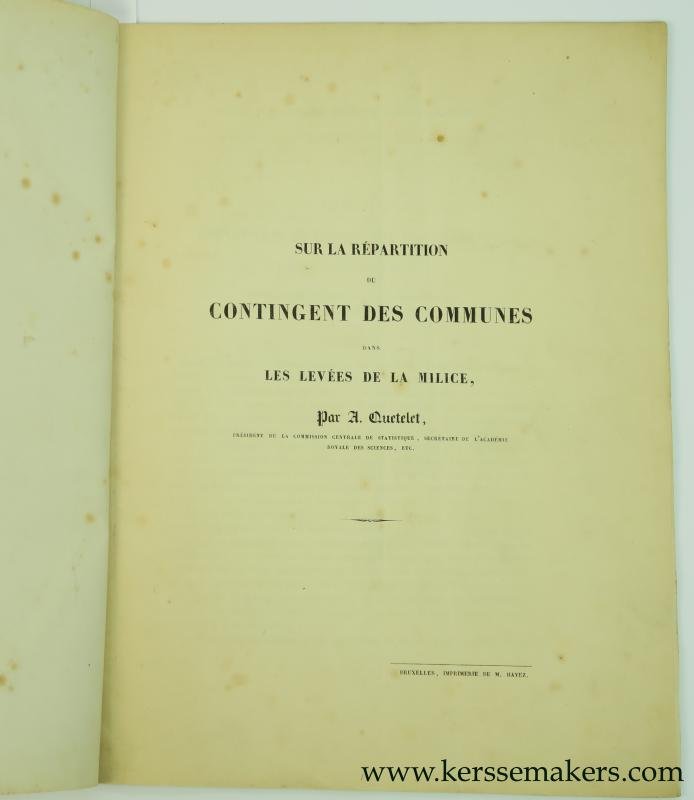 SUR LA RÉPARTITION
DU
CONTINGENT DES COMMUNES
DANS
LES LEVÉES DE LA MILICE,
Par A. Quetelet,
PRÉSIDENT DE LA COMMISSION CENTRALE DE STATISTIQUE, SECRÉTAIRE DE L'ACADÉMIE
ROYALE DES SCIENCES, ETC.
BRUXELLES, IMPRIMERIE DE M. HAYEZ.
www.kerssemakers.com